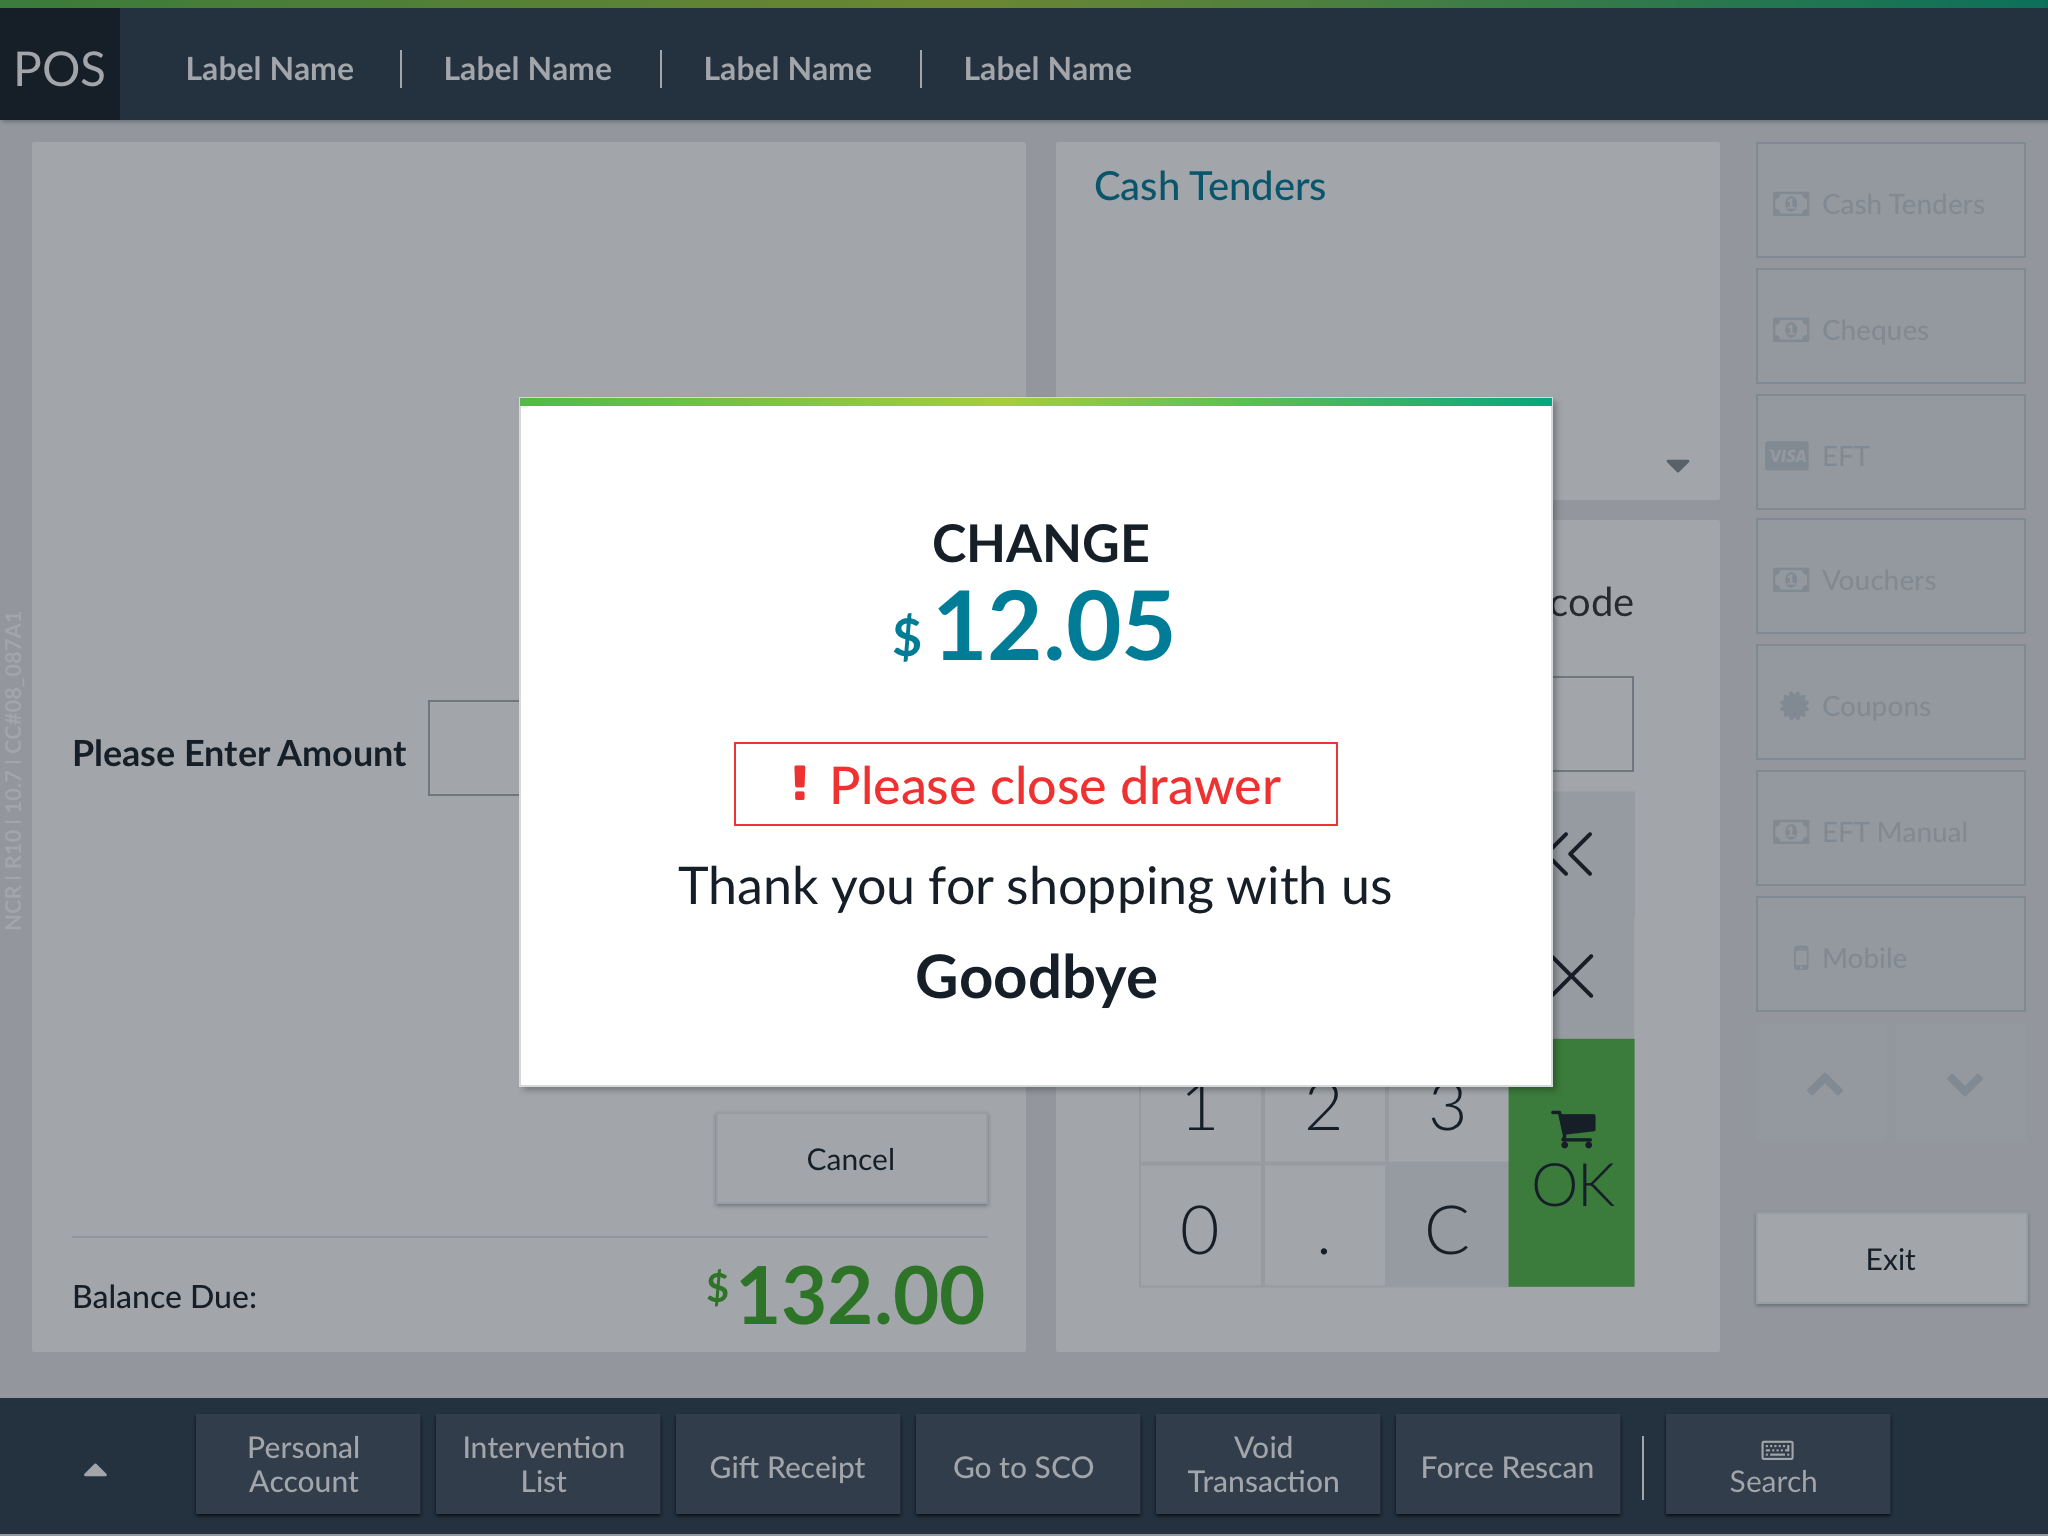 POS
Label Name
Label Name
Label Name
Label Name
Cash Tenders
Cash Tenders
Cheques
VISA EFT
Vouchers
Coupons
EFT Manual
Mobile
Exit
code
CHANGE
$ 12.05
! Please close drawer
Thank you for shopping with us
Goodbye
Please Enter Amount
NCR | R10 | 10.7 | CC#08_087A1
Cancel
Balance Due:
$132.00
1 2 3
0 . C
OK
Personal
Account
Intervention
List
Gift Receipt
Go to SCO
Void
Transaction
Force Rescan
Search